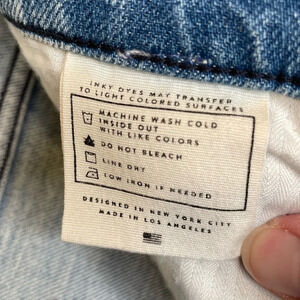 INKY DYES MAY TRANSFER
TO LIGHT COLORED SURFACES
MACHINE WASH COLD
INSIDE OUT
WITH LIKE COLORS
DO NOT BLEACH
LINE DRY
LOW IRON IF NEEDED
DESIGNED IN NEW YORK CITY
MADE IN LOS ANGELES